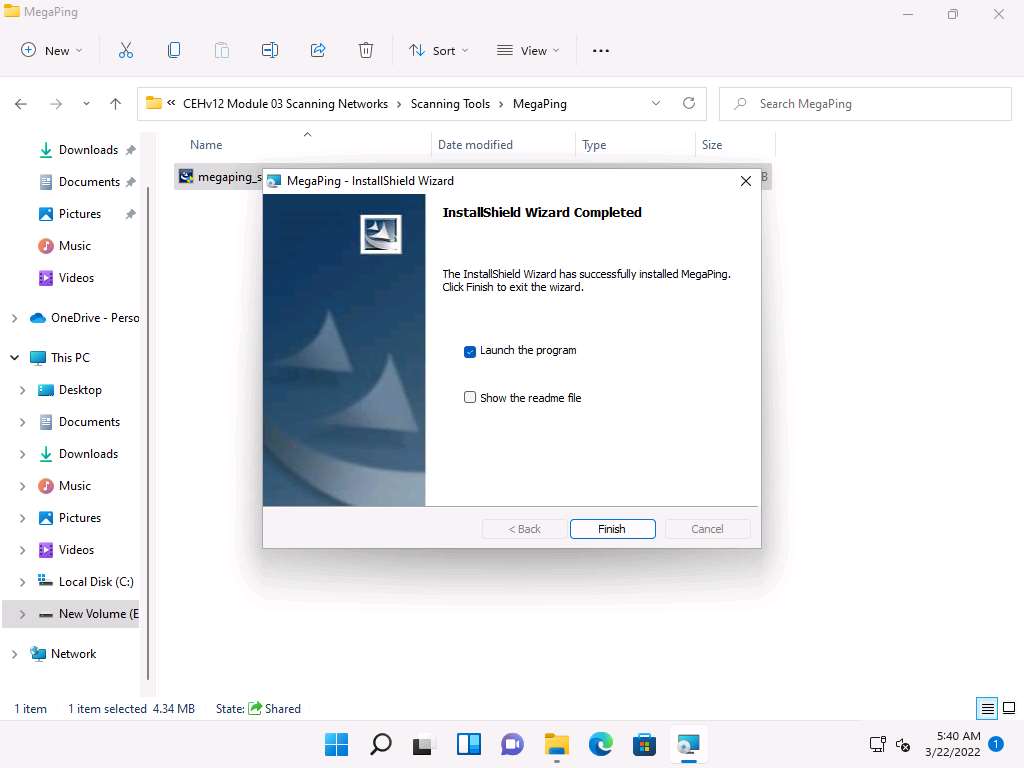 MegaPing
New
Sort
View
« CEHv12 Module 03 Scanning Networks > Scanning Tools > MegaPing
Search MegaPing
Name Date modified Type Size
Downloads
Documents
Pictures
Music
Videos
OneDrive - Perso
This PC
Desktop
Documents
Downloads
Music
Pictures
Videos
Local Disk (C:)
New Volume (E
Network
megaping_s
B
MegaPing - InstallShield Wizard
InstallShield Wizard Completed
The InstallShield Wizard has successfully installed MegaPing.
Click Finish to exit the wizard.
Launch the program
Show the readme file
< Back
Finish
Cancel
1 item 1 item selected 4.34 MB State: Shared
5:40 AM
3/22/2022
1